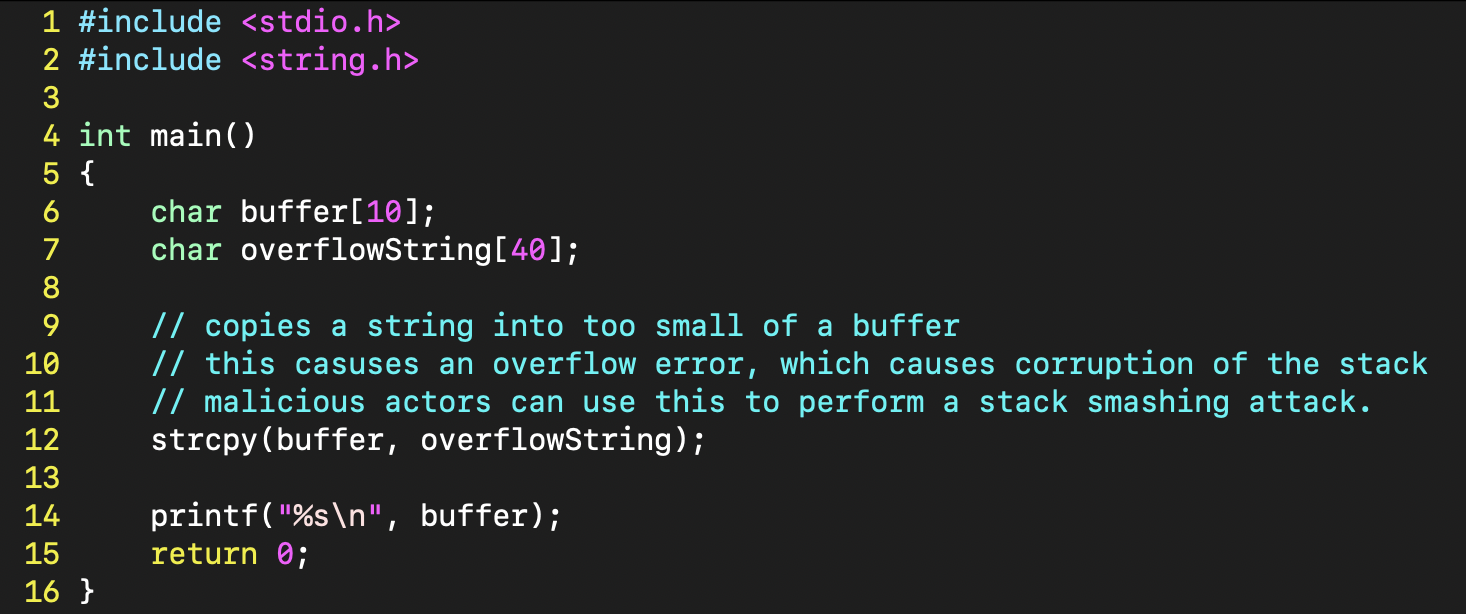 1 #include <stdio.h>
2 #include <string.h>
3
4 int main()
5 {
6     char buffer[10];
7     char overflowString[40];
8
9     // copies a string into too small of a buffer
10     // this casuses an overflow error, which causes corruption of the stack
11     // malicious actors can use this to perform a stack smashing attack.
12     strcpy(buffer, overflowString);
13
14     printf("%s\n", buffer);
15     return 0;
16 }